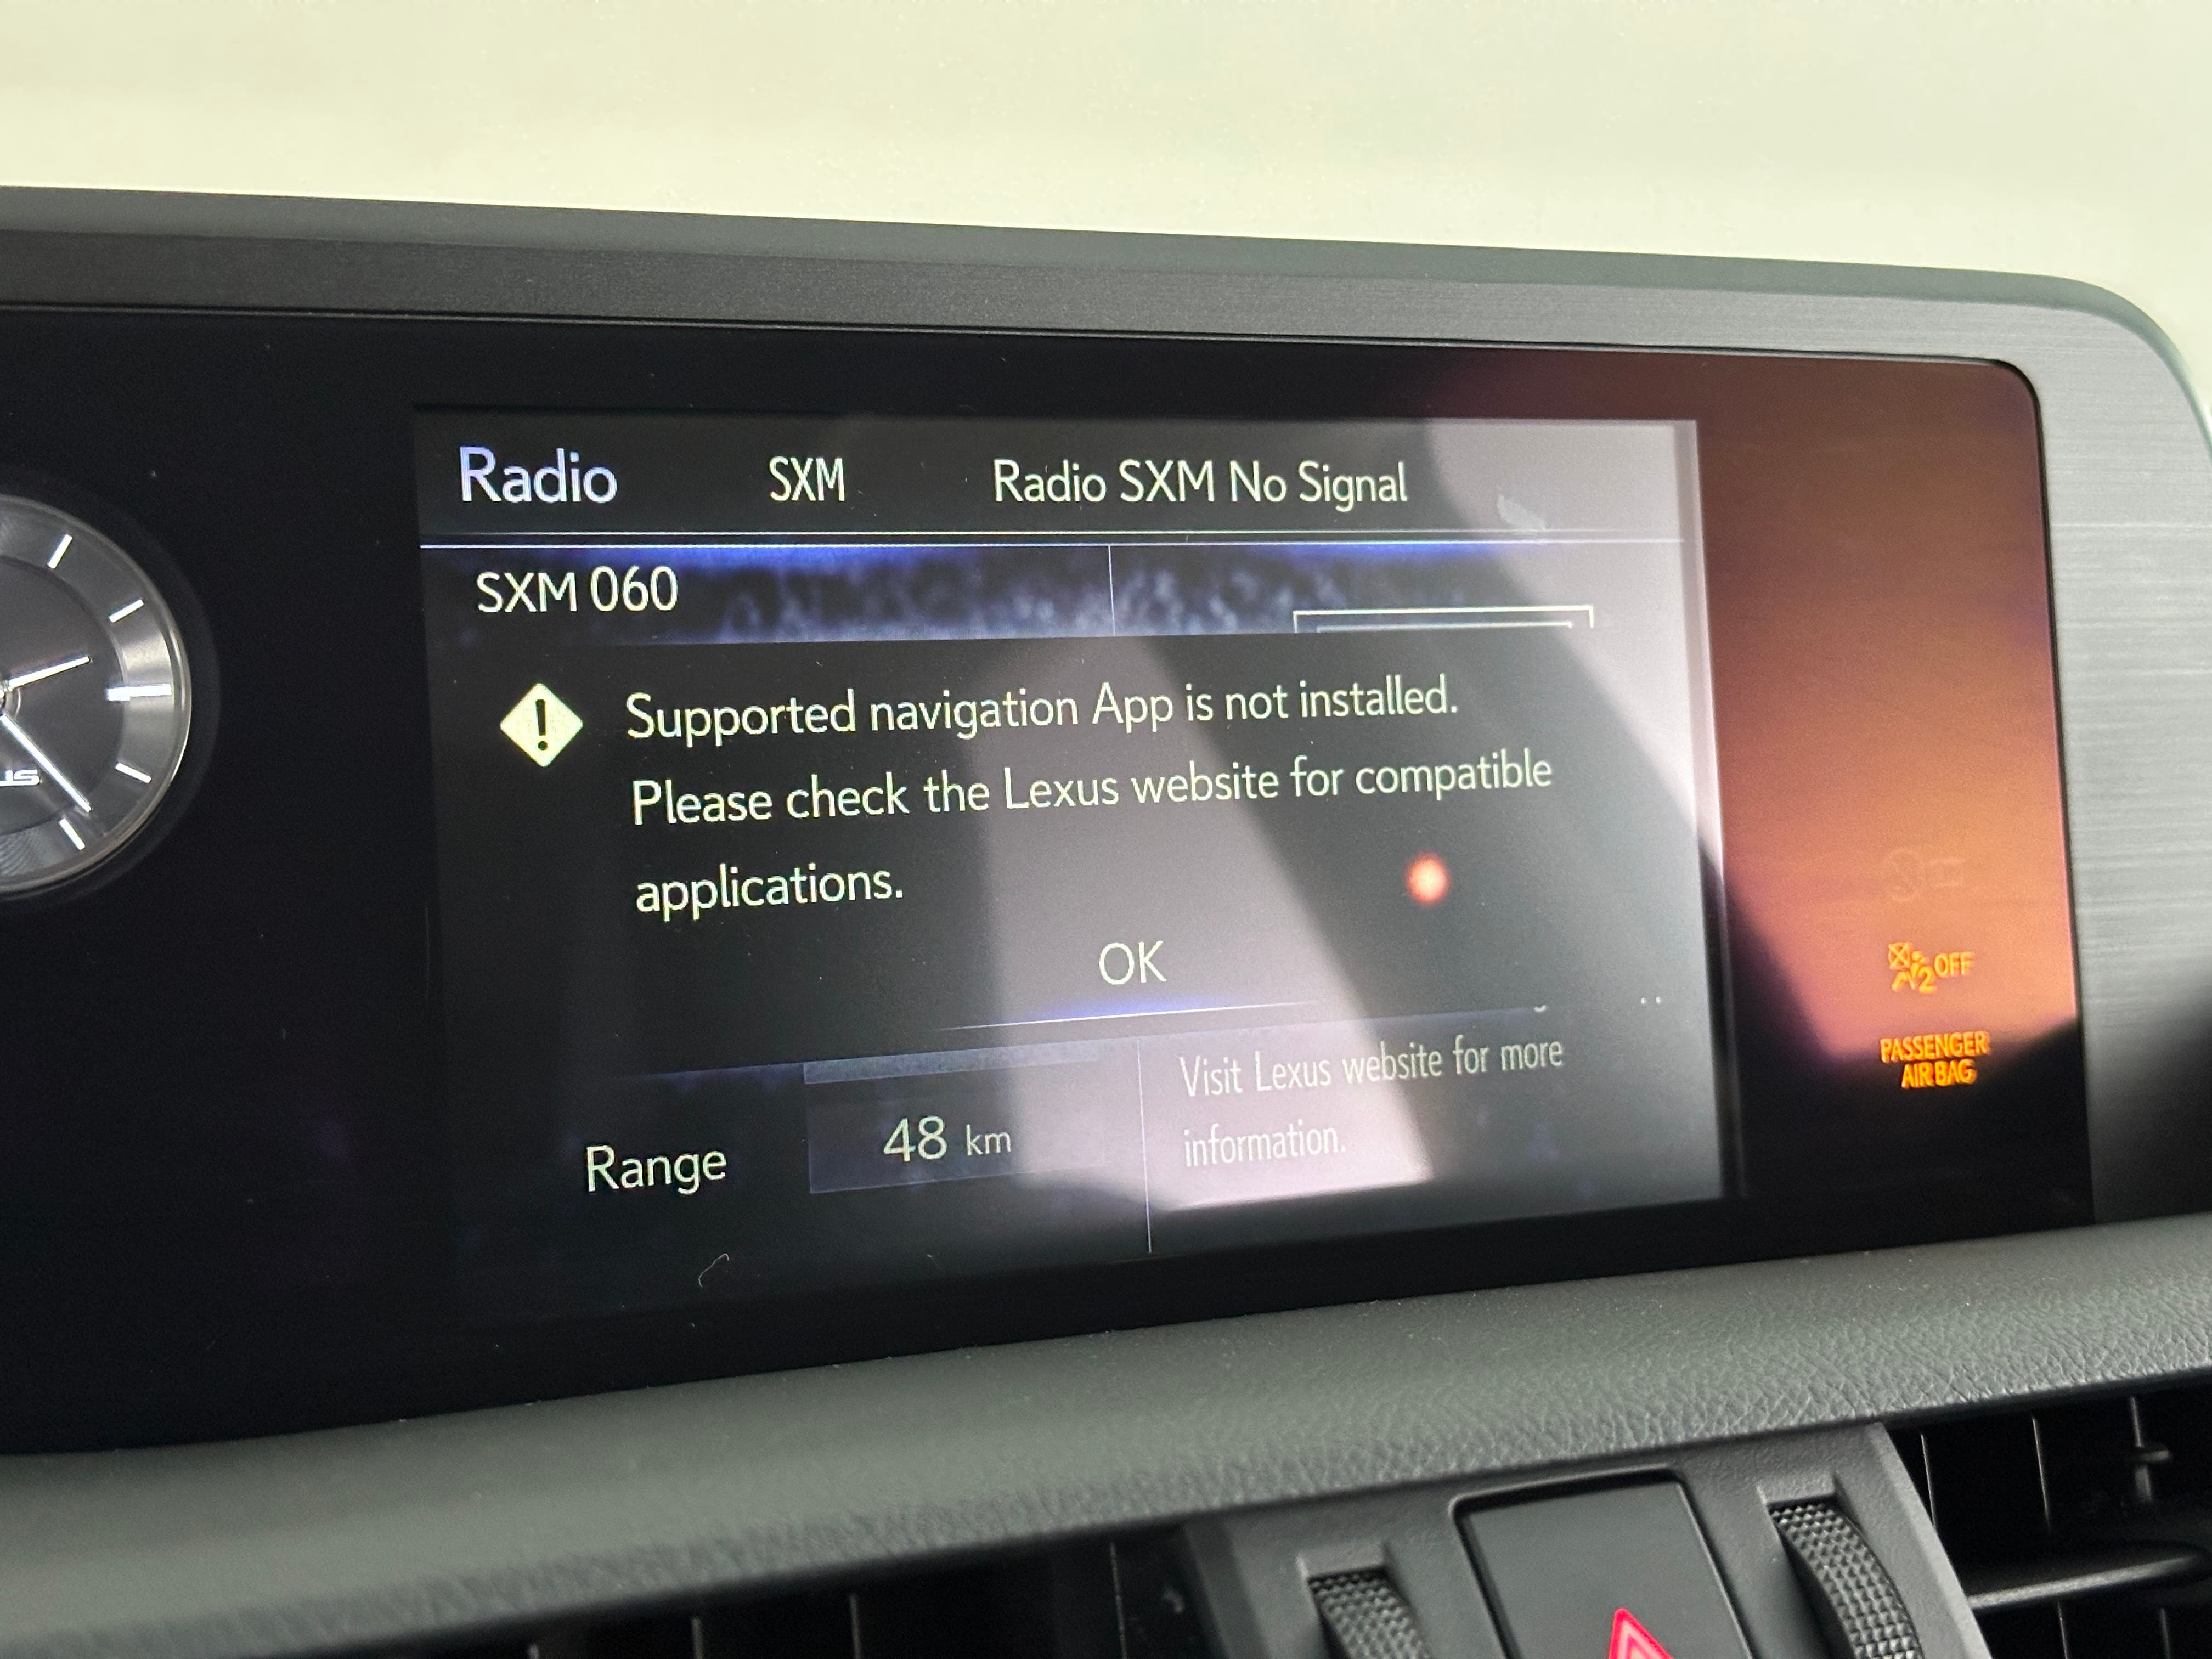 Radio SXM Radio SXM No Signal
SXM 060
Supported navigation App is not installed.
Please check the Lexus website for compatible
applications.
OK
Visit Lexus website for more
information.
Range 48 km
2 OFF
PASSENGER
AIR BAG